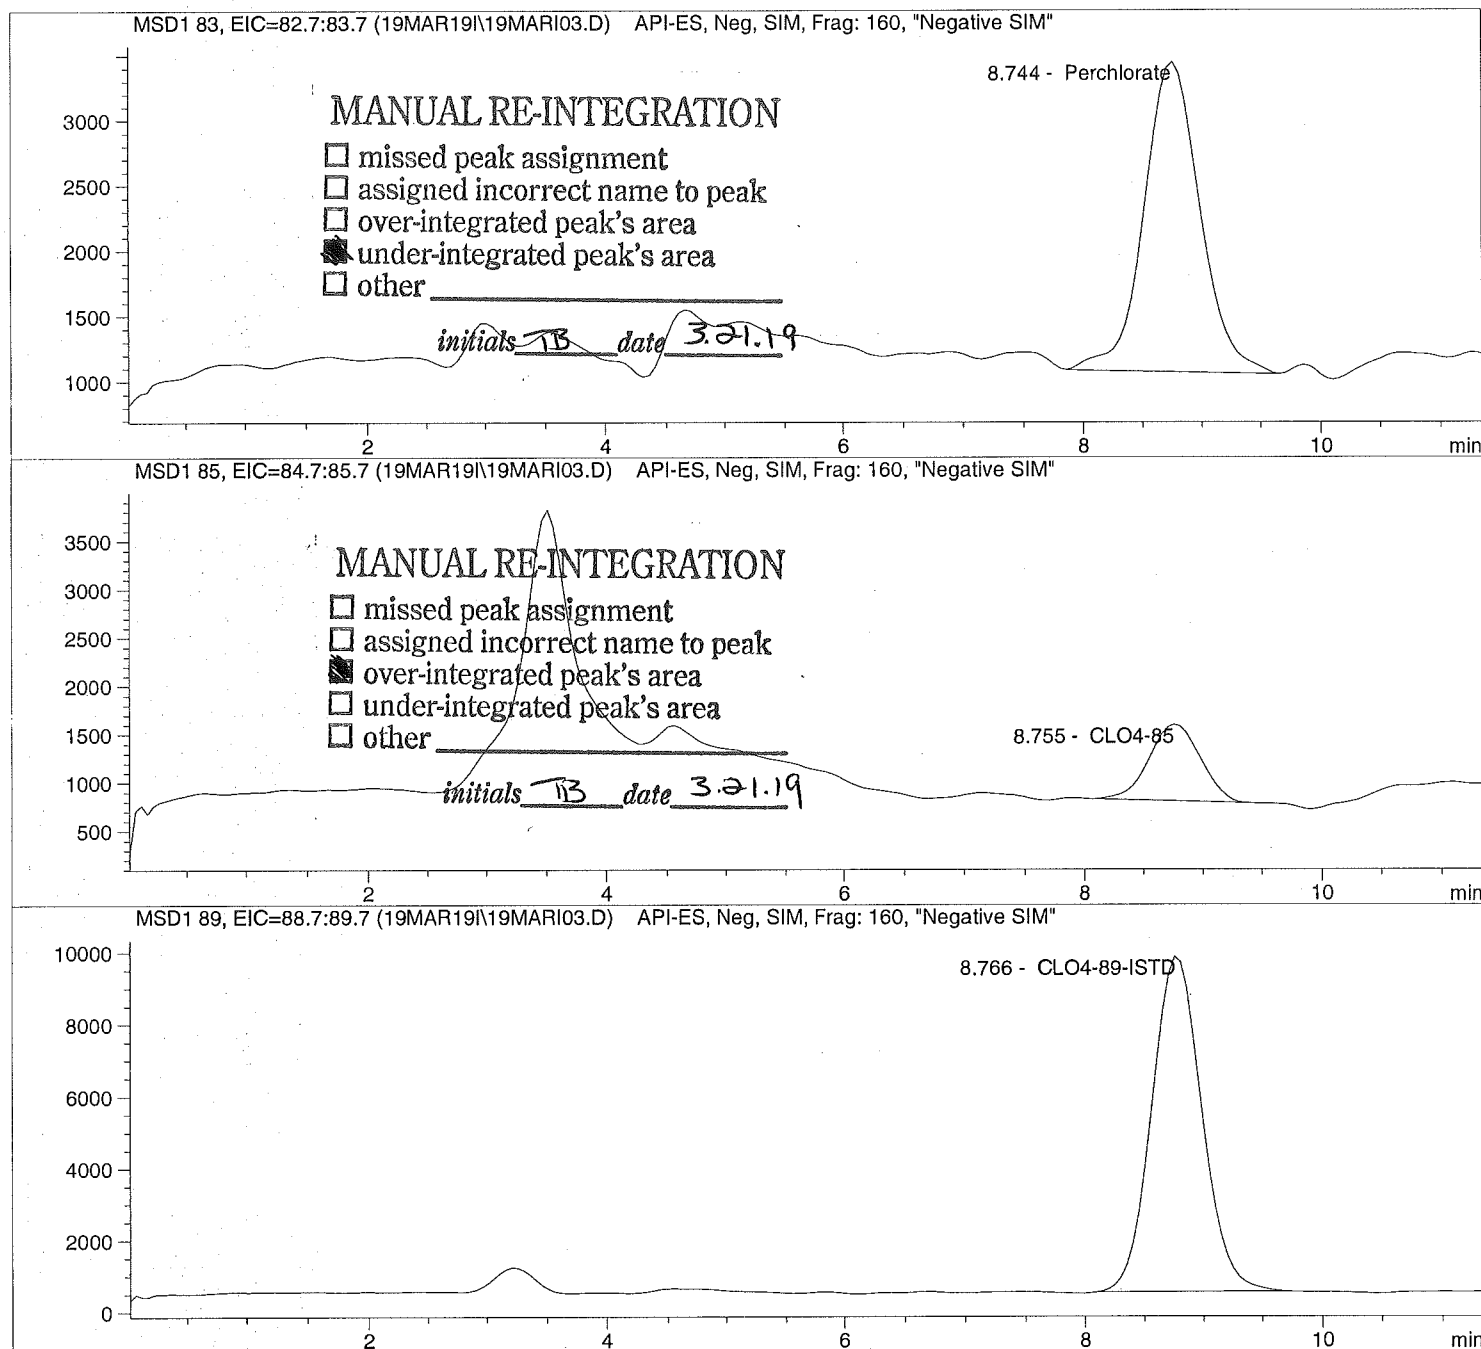 MSD1 83, EIC=82.7:83.7 (19MAR19I\19MARI03.D) API-ES, Neg, SIM, Frag: 160, "Negative SIM"
8.744 - Perchlorate
MANUAL RE-INTEGRATION
☐ missed peak assignment
☐ assigned incorrect name to peak
☐ over-integrated peak's area
■ under-integrated peak's area
☐ other
initials TB date 3.21.19
3000
2500
2000
1500
1000
2 4 6 8 10 min
MSD1 85, EIC=84.7:85.7 (19MAR19I\19MARI03.D) API-ES, Neg, SIM, Frag: 160, "Negative SIM"
MANUAL RE-INTEGRATION
☐ missed peak assignment
☐ assigned incorrect name to peak
■ over-integrated peak's area
☐ under-integrated peak's area
☐ other
8.755 - CLO4-85
initials TB date 3.21.19
3500
3000
2500
2000
1500
1000
500
2 4 6 8 10 min
MSD1 89, EIC=88.7:89.7 (19MAR19I\19MARI03.D) API-ES, Neg, SIM, Frag: 160, "Negative SIM"
8.766 - CLO4-89-ISTD
10000
8000
6000
4000
2000
0
2 4 6 8 10 min